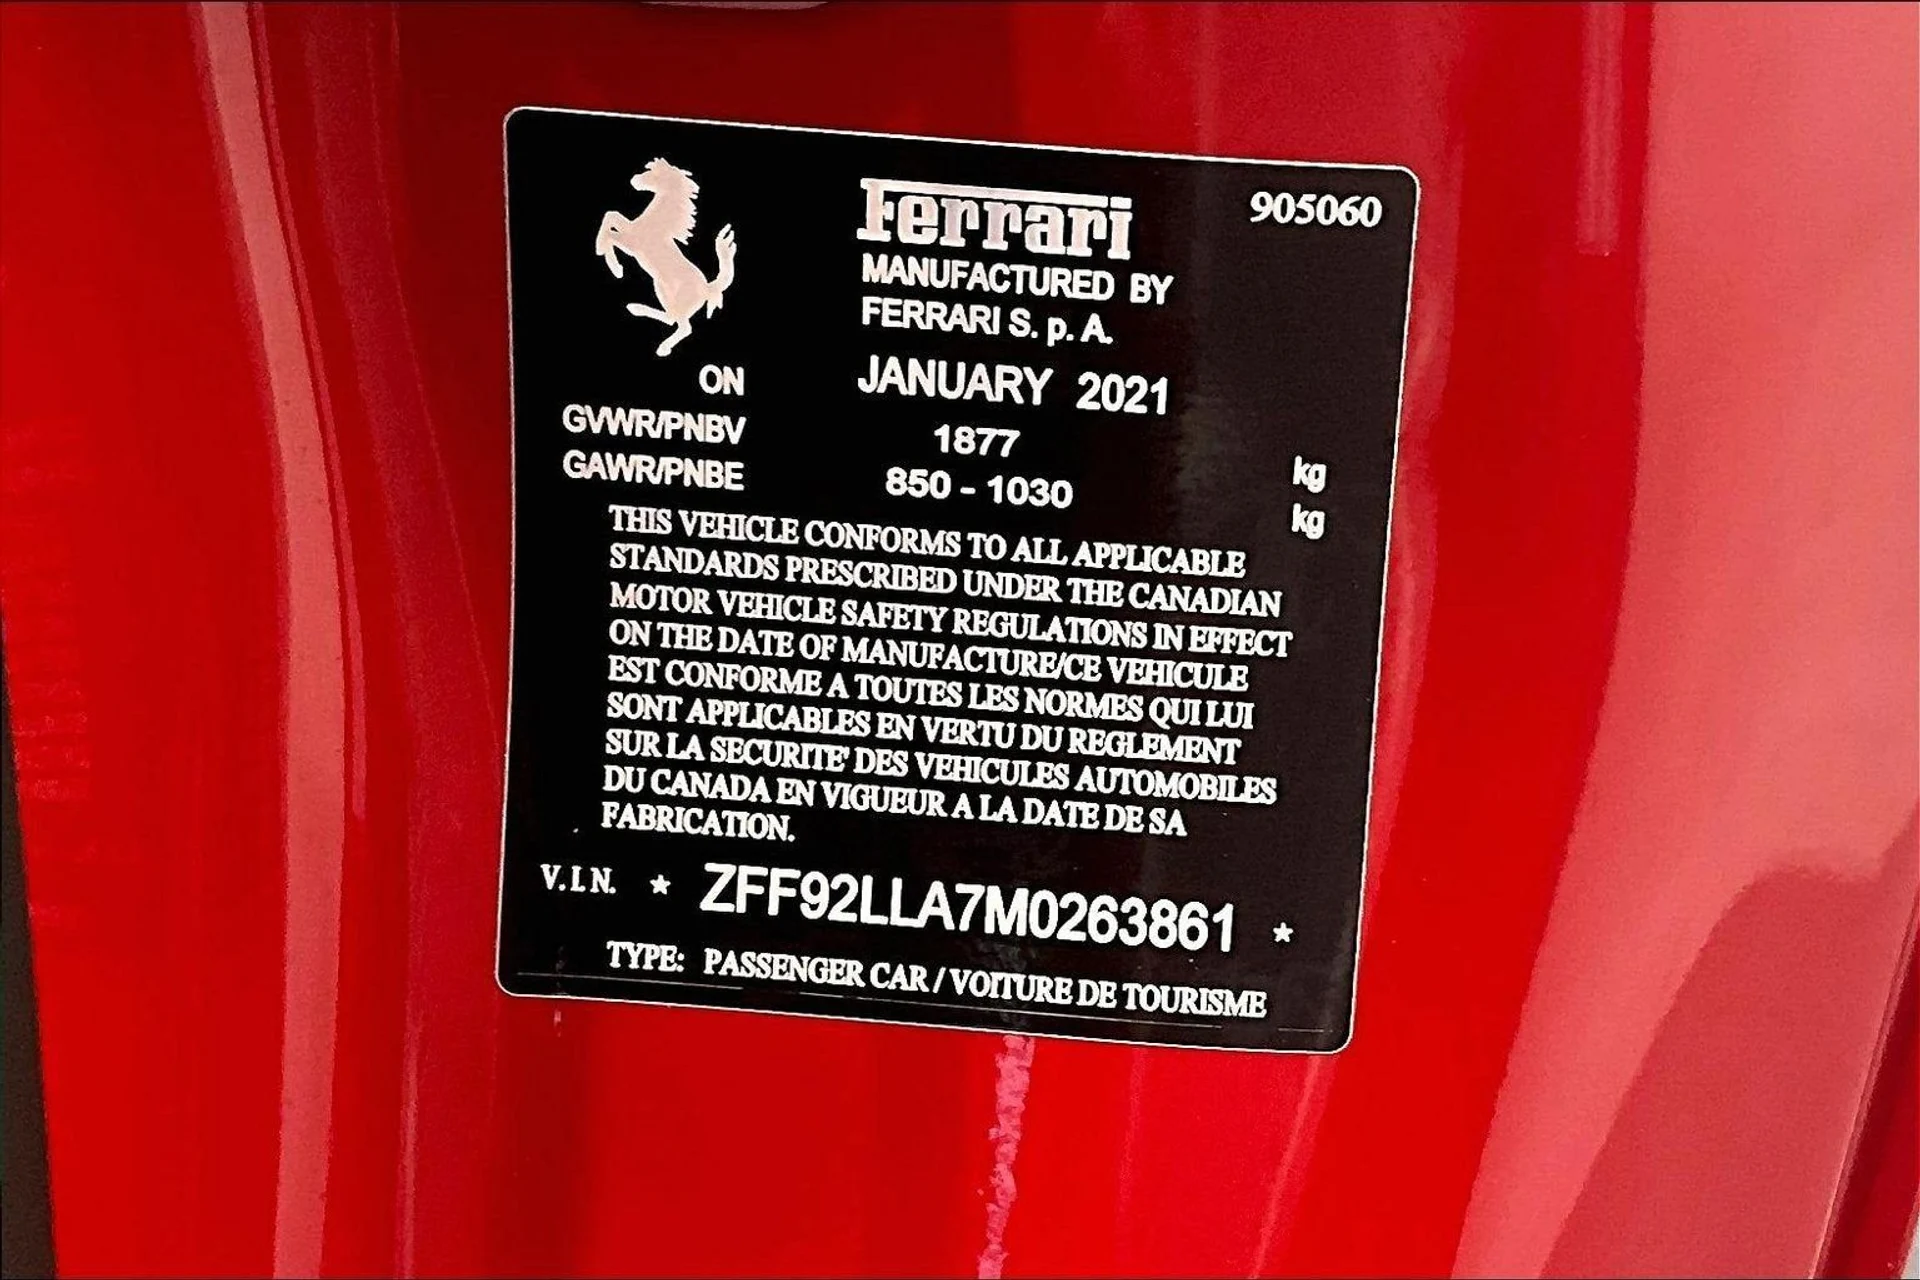 Ferrari 905060
MANUFACTURED BY
FERRARI S. p. A.
ON JANUARY 2021
GVWR/PNBV 1877 kg
GAWR/PNBE 850 - 1030 kg
THIS VEHICLE CONFORMS TO ALL APPLICABLE
STANDARDS PRESCRIBED UNDER THE CANADIAN
MOTOR VEHICLE SAFETY REGULATIONS IN EFFECT
ON THE DATE OF MANUFACTURE/CE VEHICULE
EST CONFORME A TOUTES LES NORMES QUI LUI
SONT APPLICABLES EN VERTU DU REGLEMENT
SUR LA SECURITE' DES VEHICULES AUTOMOBILES
DU CANADA EN VIGUEUR A LA DATE DE SA
FABRICATION.
V.I.N. * ZFF92LLA7M0263861 *
TYPE: PASSENGER CAR / VOITURE DE TOURISME